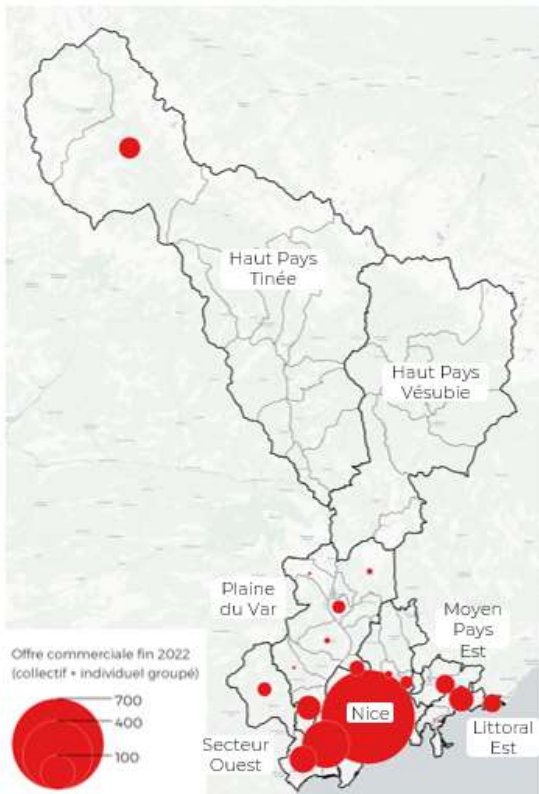 Haut Pays
Tinée
Haut Pays
Vésubie
Plaine
du Var
Moyen
Pays
Est
Offre commerciale fin 2022
(collectif + individuel groupé)
700
400
100
Nice
Secteur
Ouest
Littoral
Est